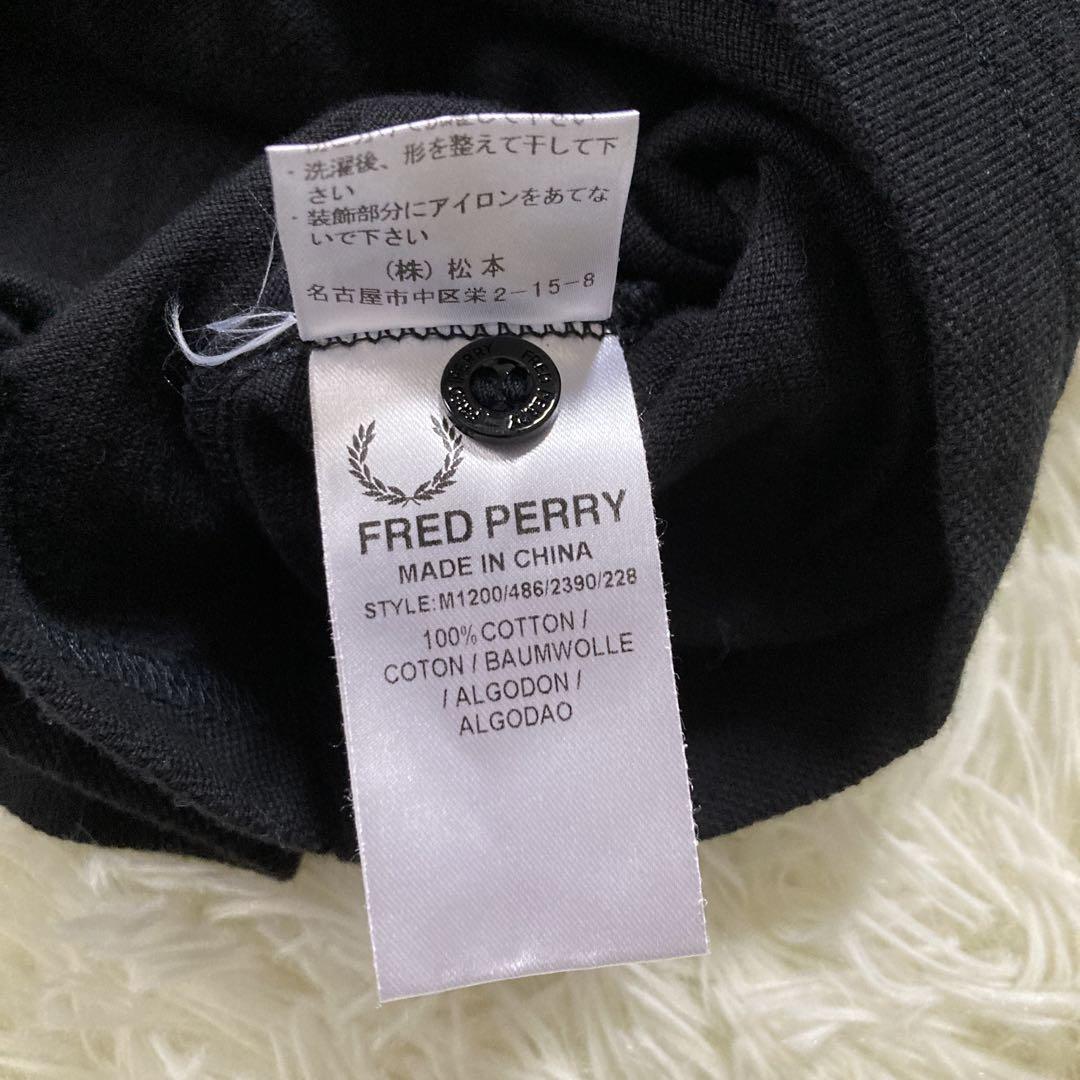 ・洗濯後、形を整えて干して下
さい
・装飾部分にアイロンをあてな
いで下さい
(株) 松本
名古屋市中区栄2-15-8
FRED PERRY
FRED PERRY
MADE IN CHINA
STYLE:M1200/486/2390/228
100% COTTON /
COTON / BAUMWOLLE
/ ALGODON /
ALGODAO